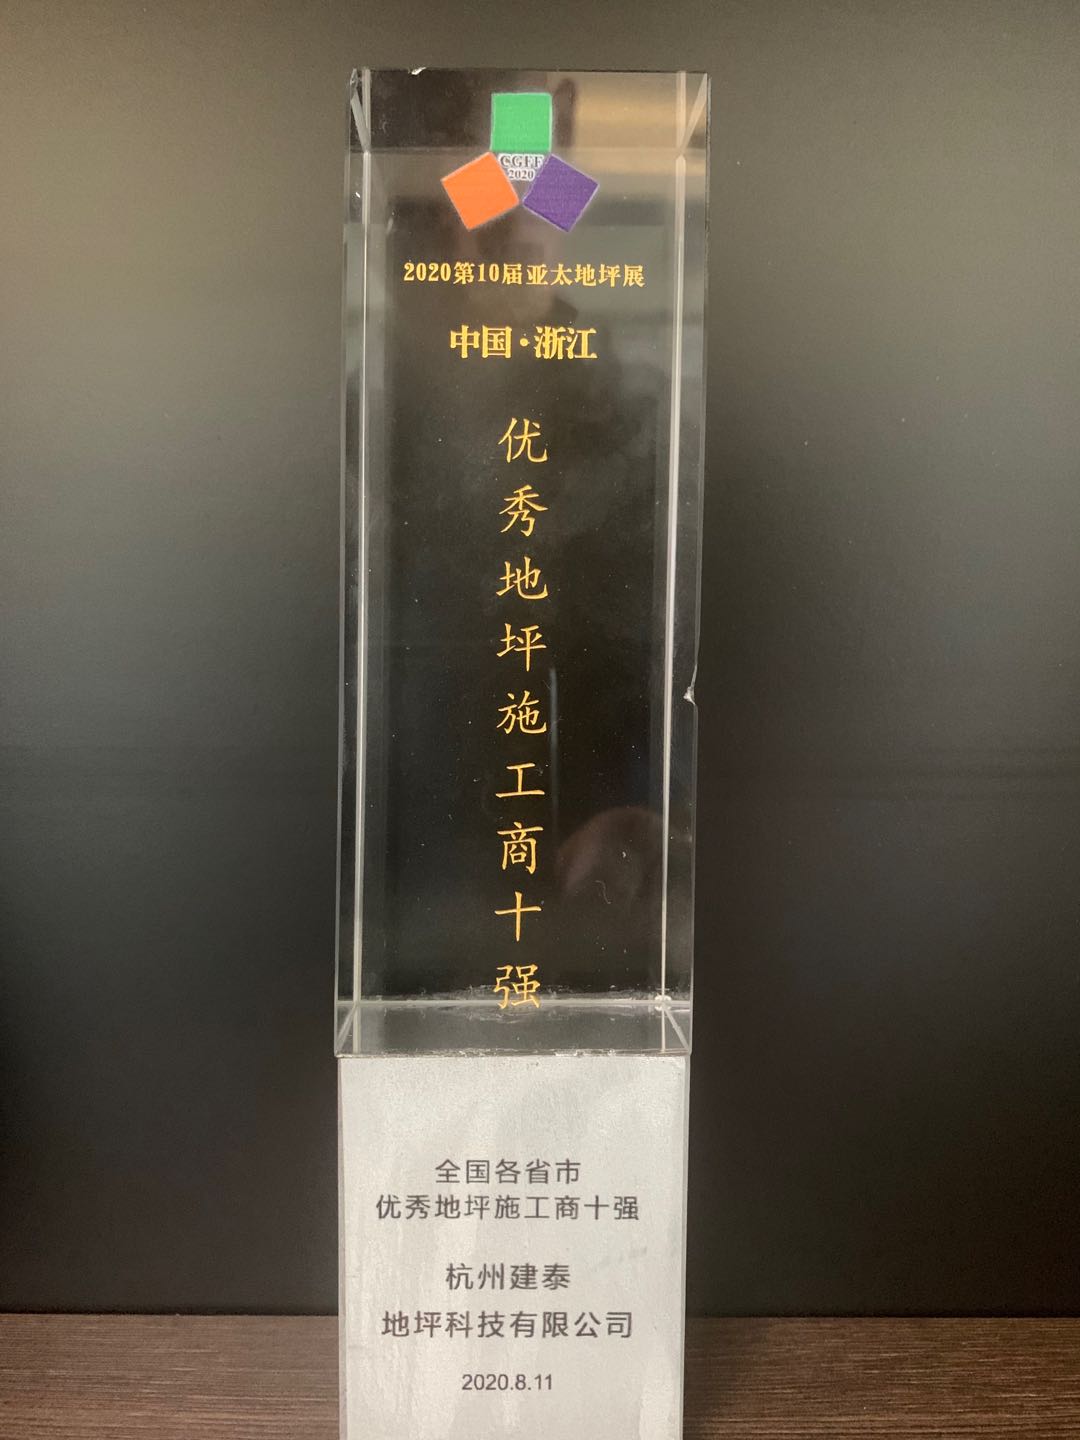 CGFF
2020
2020第10届亚太地坪展
中国·浙江
优秀地坪施工商十强
全国各省市
优秀地坪施工商十强
杭州建泰
地坪科技有限公司
2020.8.11